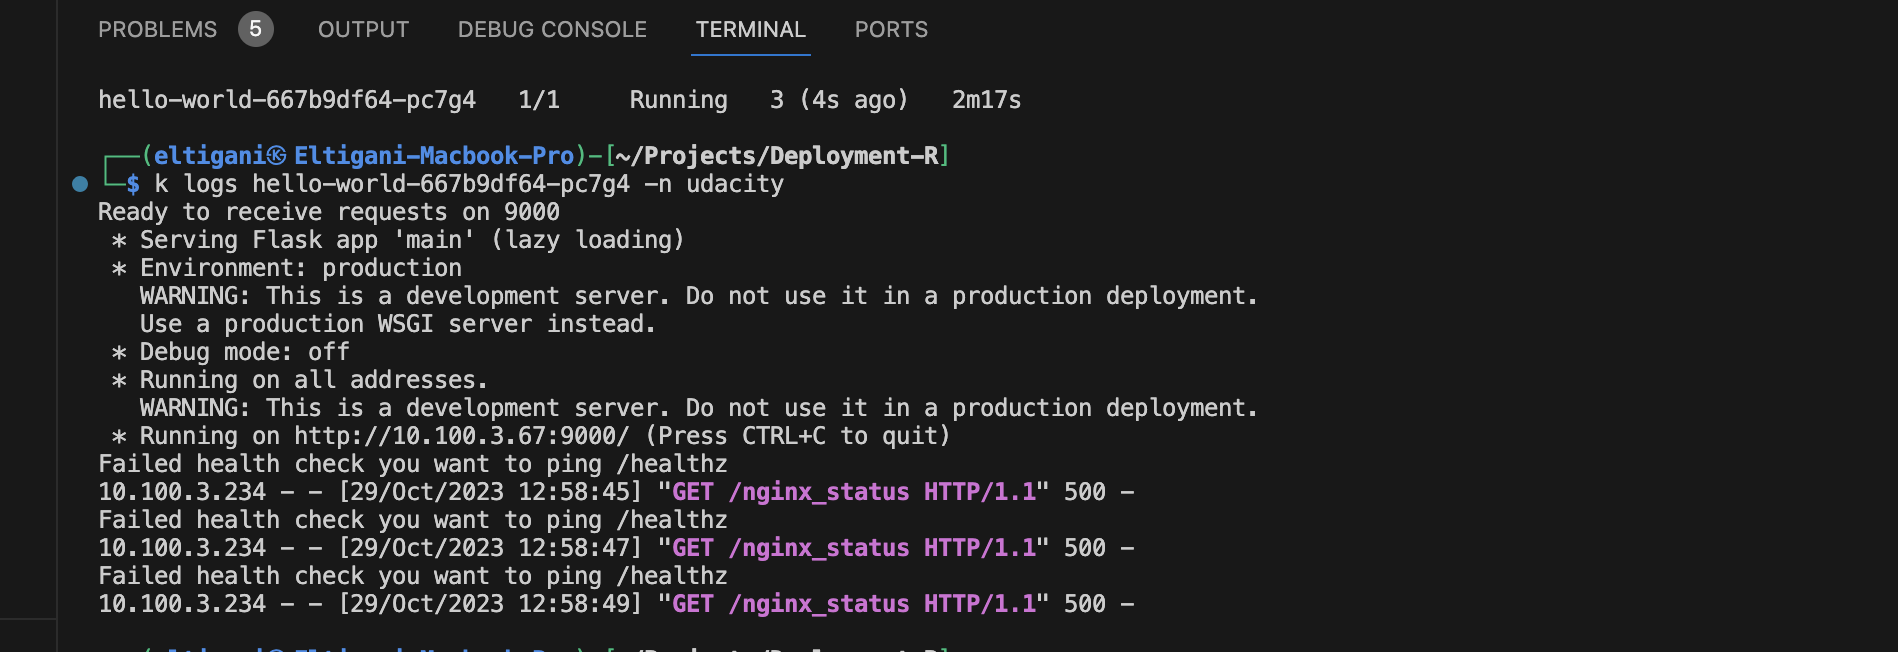 PROBLEMS 5 OUTPUT DEBUG CONSOLE TERMINAL PORTS
hello-world-667b9df64-pc7g4 1/1 Running 3 (4s ago) 2m17s
┌──(eltigani㉿Eltigani-Macbook-Pro)-[~/Projects/Deployment-R]
└─$ k logs hello-world-667b9df64-pc7g4 -n udacity
Ready to receive requests on 9000
* Serving Flask app 'main' (lazy loading)
* Environment: production
WARNING: This is a development server. Do not use it in a production deployment.
Use a production WSGI server instead.
* Debug mode: off
* Running on all addresses.
WARNING: This is a development server. Do not use it in a production deployment.
* Running on http://10.100.3.67:9000/ (Press CTRL+C to quit)
Failed health check you want to ping /healthz
10.100.3.234 - - [29/Oct/2023 12:58:45] "GET /nginx_status HTTP/1.1" 500 -
Failed health check you want to ping /healthz
10.100.3.234 - - [29/Oct/2023 12:58:47] "GET /nginx_status HTTP/1.1" 500 -
Failed health check you want to ping /healthz
10.100.3.234 - - [29/Oct/2023 12:58:49] "GET /nginx_status HTTP/1.1" 500 -